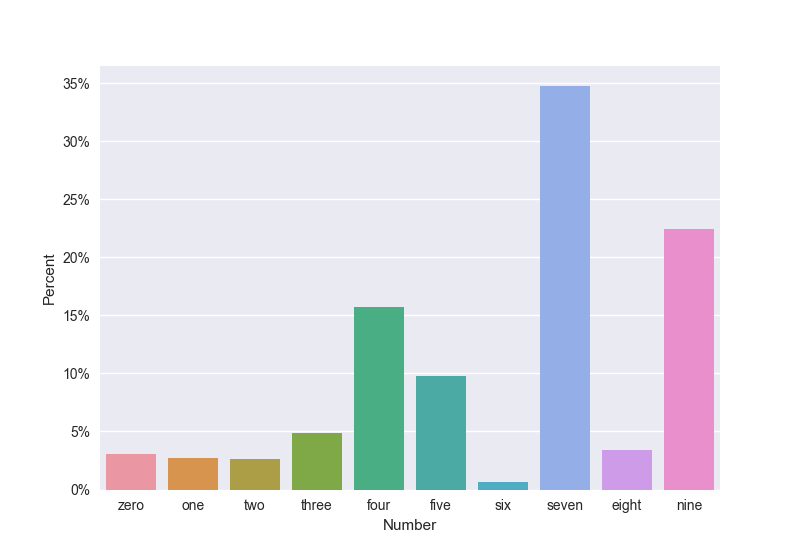 35%
30%
25%
20%
15%
10%
5%
0%
Percent
zero one two three four five six seven eight nine
Number